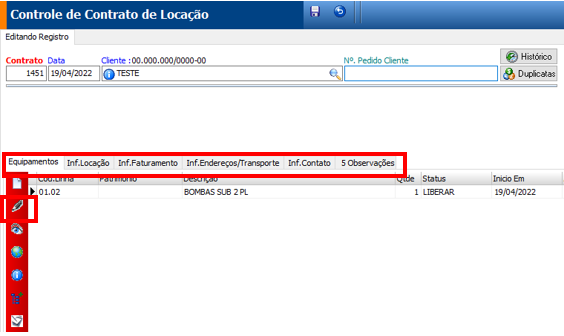 Controle de Contrato de Locação
Editando Registro
Contrato Data Cliente :00.000.000/0000-00 Nº. Pedido Cliente Histórico
1451 19/04/2022 TESTE Duplicatas
Equipamentos Inf.Locação Inf.Faturamento Inf.Endereços/Transporte Inf.Contato 5 Observações
Cód.Linha Patrimônio Descrição Qtde Status Inicio Em
01.02 BOMBAS SUB 2 PL 1 LIBERAR 19/04/2022